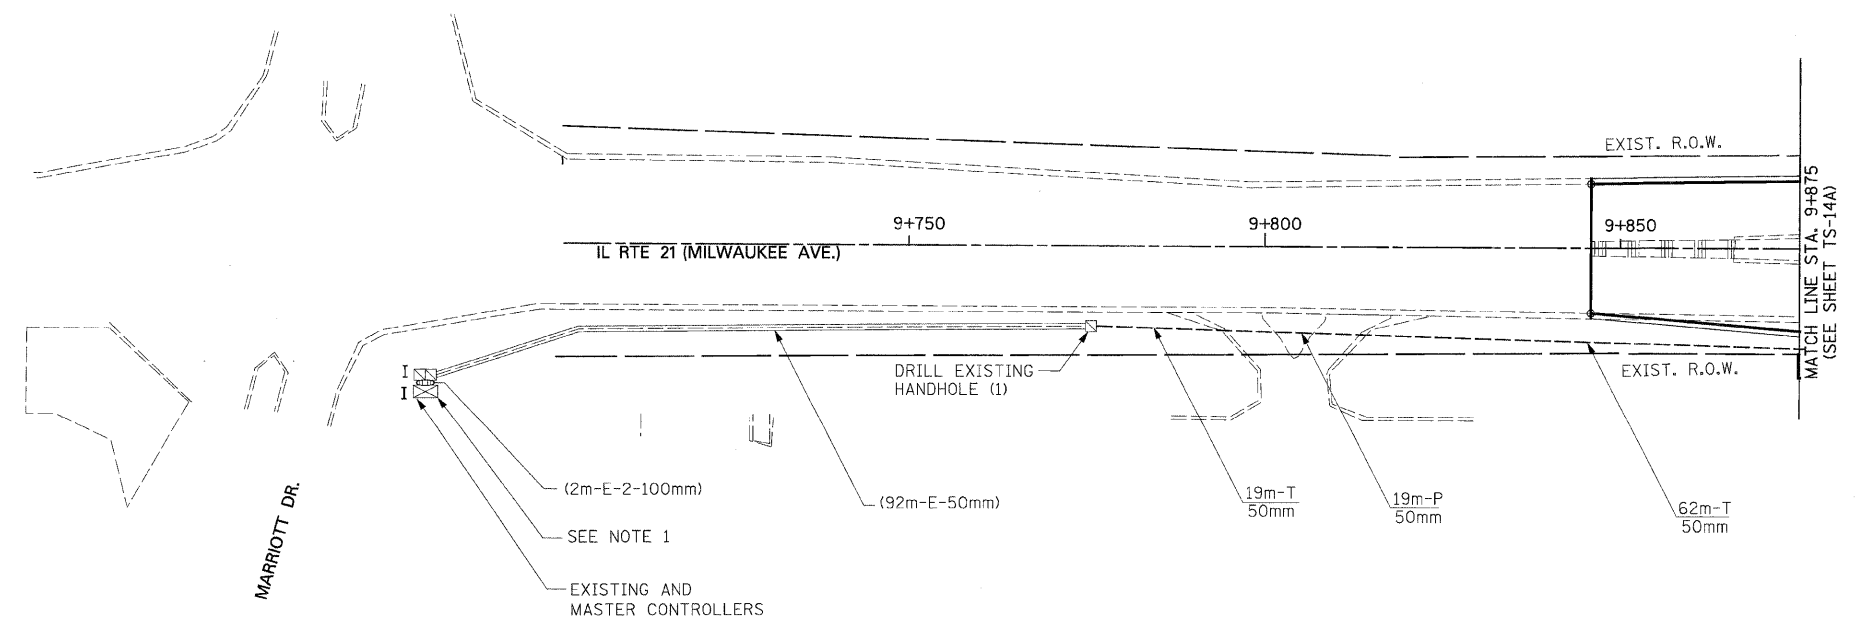 EXIST. R.O.W.
9+750
9+800
9+850
IL RTE 21 (MILWAUKEE AVE.)
MATCH LINE STA. 9+875
(SEE SHEET TS-14A)
I
I
DRILL EXISTING
HANDHOLE (1)
EXIST. R.O.W.
(2m-E-2-100mm)
(92m-E-50mm)
19m-T
50mm
19m-P
50mm
62m-T
50mm
SEE NOTE 1
MARRIOTT DR.
EXISTING AND
MASTER CONTROLLERS